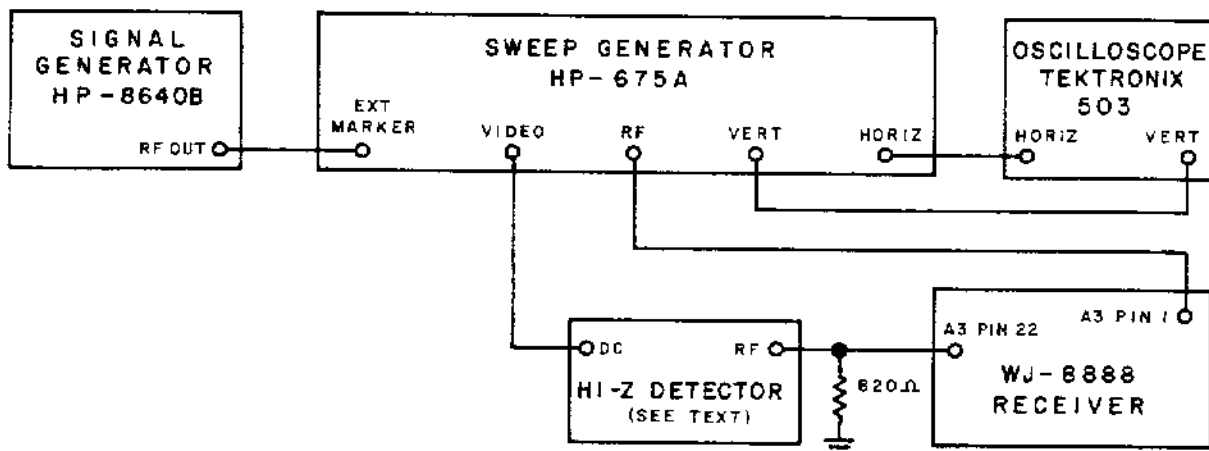 SIGNAL
GENERATOR
HP-8640B
RF OUT
SWEEP GENERATOR
HP-675A
EXT
MARKER
VIDEO
RF
VERT
HORIZ
OSCILLOSCOPE
TEKTRONIX
503
HORIZ
VERT
DC
RF
HI-Z DETECTOR
(SEE TEXT)
820Ω
A3 PIN 22
A3 PIN 1
WJ-8888
RECEIVER